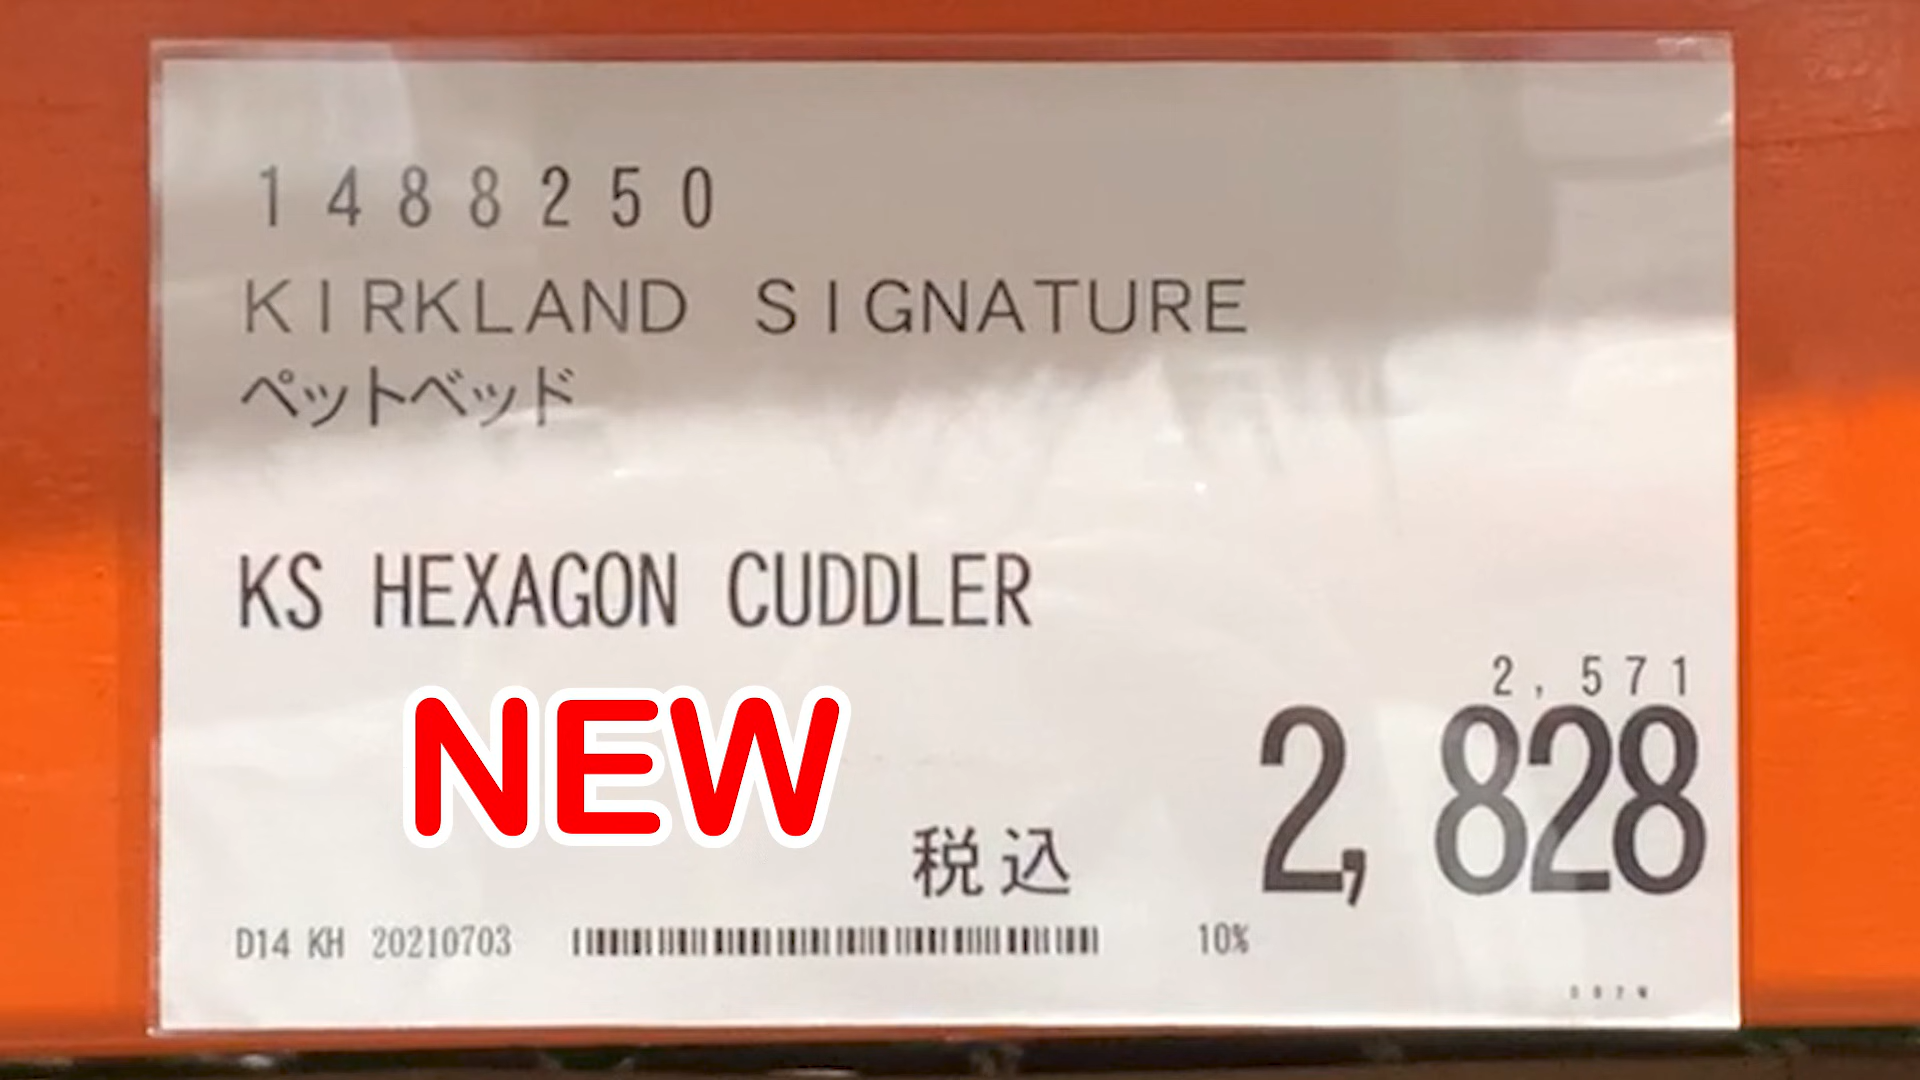 1488250
KIRKLAND SIGNATURE
ペットベッド
KS HEXAGON CUDDLER
2,571
2,828
NEW
税込
D14 KH 20210703
10%